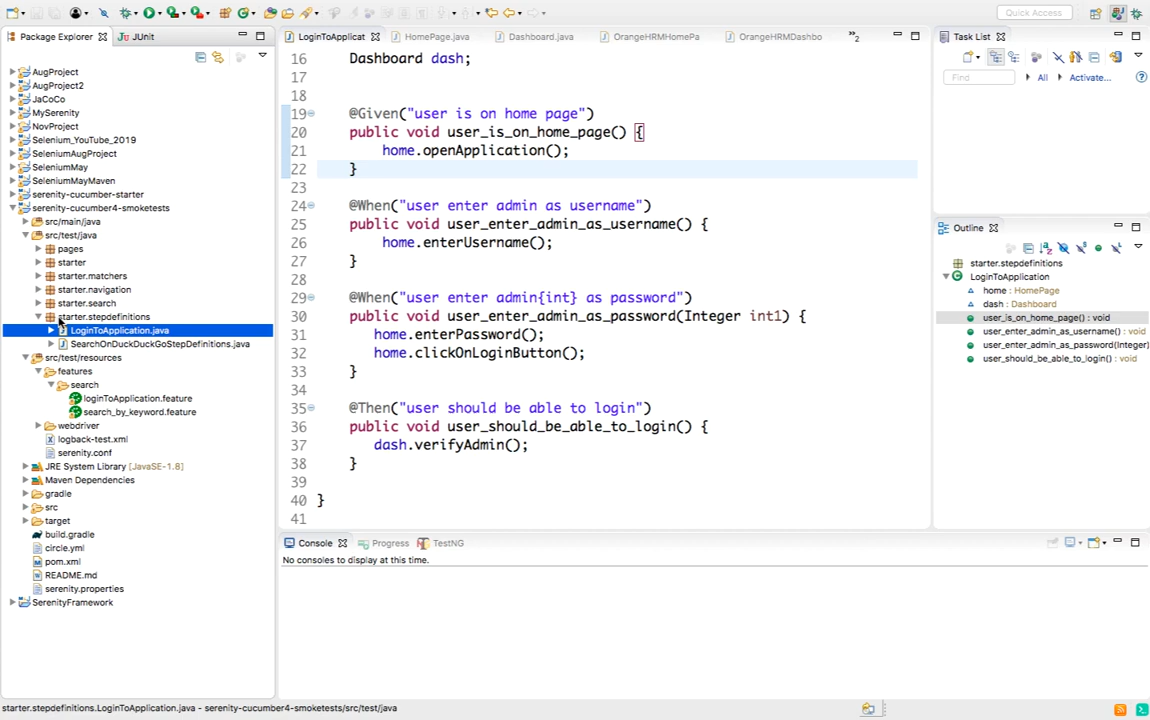 Quick Access
Package Explorer
JUnit
AugProject
AugProject2
JaCoCo
MySerenity
NovProject
Selenium_YouTube_2019
SeleniumAugProject
SeleniumMay
SeleniumMayMaven
serenity-cucumber-starter
serenity-cucumber4-smoketests
src/main/java
src/test/java
pages
starter
starter.matchers
starter.navigation
starter.search
starter.stepdefinitions
LoginToApplication.java
SearchOnDuckDuckGoStepDefinitions.java
src/test/resources
features
search
loginToApplication.feature
search_by_keyword.feature
webdriver
logback-test.xml
serenity.conf
JRE System Library [JavaSE-1.8]
Maven Dependencies
gradle
src
target
build.gradle
circle.yml
pom.xml
README.md
serenity.properties
SerenityFramework
LoginToApplicat
HomePage.java
Dashboard.java
OrangeHRMHomePa
OrangeHRMDashbo
»2
16 Dashboard dash;
17
18
19 @Given("user is on home page")
20 public void user_is_on_home_page() {
21 home.openApplication();
22 }
23
24 @When("user enter admin as username")
25 public void user_enter_admin_as_username() {
26 home.enterUsername();
27 }
28
29 @When("user enter admin{int} as password")
30 public void user_enter_admin_as_password(Integer int1) {
31 home.enterPassword();
32 home.clickOnLoginButton();
33 }
34
35 @Then("user should be able to login")
36 public void user_should_be_able_to_login() {
37 dash.verifyAdmin();
38 }
39
40 }
41
Task List
Find
All
Activate...
Outline
starter.stepdefinitions
LoginToApplication
home : HomePage
dash : Dashboard
user_is_on_home_page() : void
user_enter_admin_as_username() : void
user_enter_admin_as_password(Integer)
user_should_be_able_to_login() : void
Console
Progress
TestNG
No consoles to display at this time.
starter.stepdefinitions.LoginToApplication.java - serenity-cucumber4-smoketests/src/test/java